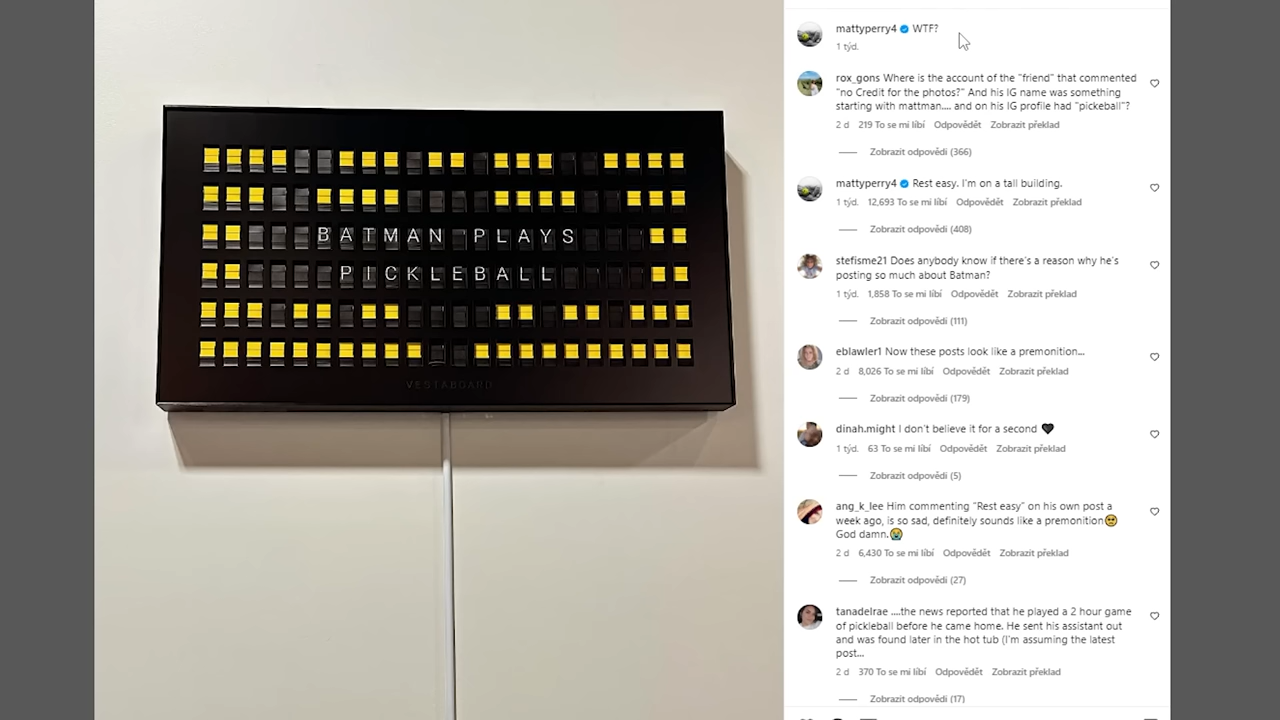 BATMAN PLAYS
PICKLEBALL
VESTABOARD
mattyperry4 WTF?
1 týd.
rox_gons Where is the account of the "friend" that commented
"no Credit for the photos?" And his IG name was something
starting with mattman.... and on his IG profile had "pickeball"?
2 d 219 To se mi líbí Odpovědět Zobrazit překlad
Zobrazit odpovědi (366)
mattyperry4 Rest easy. I'm on a tall building.
1 týd. 12,693 To se mi líbí Odpovědět Zobrazit překlad
Zobrazit odpovědi (408)
stefisme21 Does anybody know if there's a reason why he's
posting so much about Batman?
1 týd. 1,858 To se mi líbí Odpovědět Zobrazit překlad
Zobrazit odpovědi (111)
eblawler1 Now these posts look like a premonition...
2 d 8,026 To se mi líbí Odpovědět Zobrazit překlad
Zobrazit odpovědi (179)
dinah.might I don't believe it for a second 🖤
1 týd. 63 To se mi líbí Odpovědět Zobrazit překlad
Zobrazit odpovědi (5)
ang_k_lee Him commenting "Rest easy" on his own post a
week ago, is so sad, definitely sounds like a premonition🥺
God damn.😭
2 d 6,430 To se mi líbí Odpovědět Zobrazit překlad
Zobrazit odpovědi (27)
tanadelrae ....the news reported that he played a 2 hour game
of pickleball before he came home. He sent his assistant out
and was found later in the hot tub (I'm assuming the latest
post...
2 d 370 To se mi líbí Odpovědět Zobrazit překlad
Zobrazit odpovědi (17)